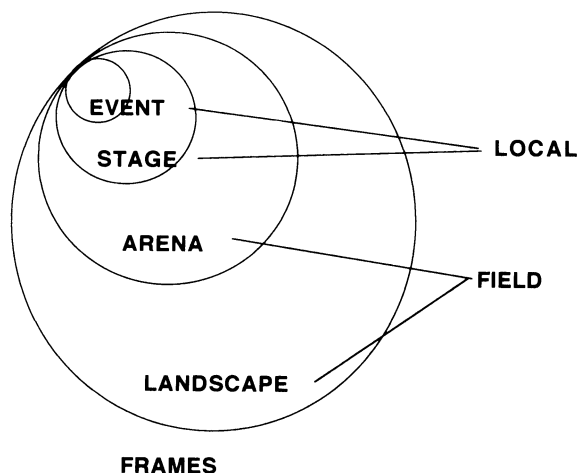 EVENT
STAGE
LOCAL
ARENA
FIELD
LANDSCAPE
FRAMES